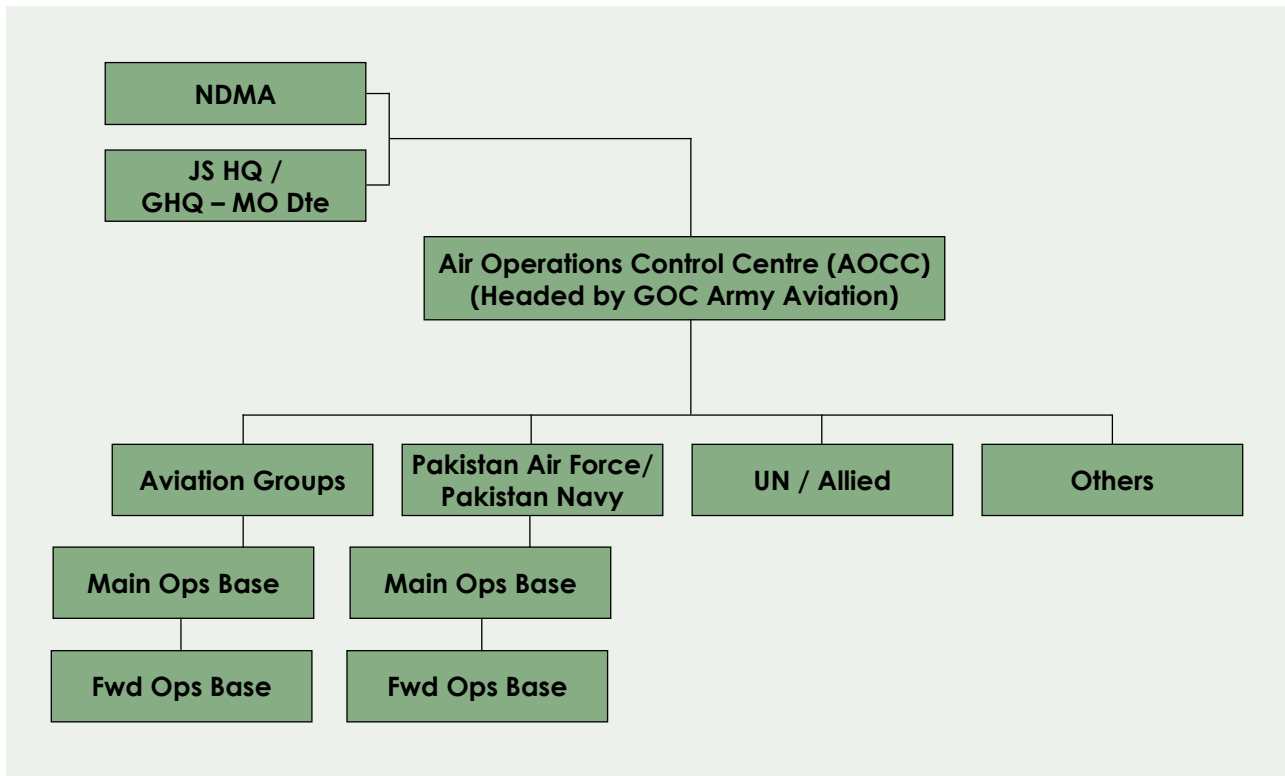 NDMA
JS HQ /
GHQ – MO Dte
Air Operations Control Centre (AOCC)
(Headed by GOC Army Aviation)
Aviation Groups
Pakistan Air Force/
Pakistan Navy
UN / Allied
Others
Main Ops Base
Main Ops Base
Fwd Ops Base
Fwd Ops Base